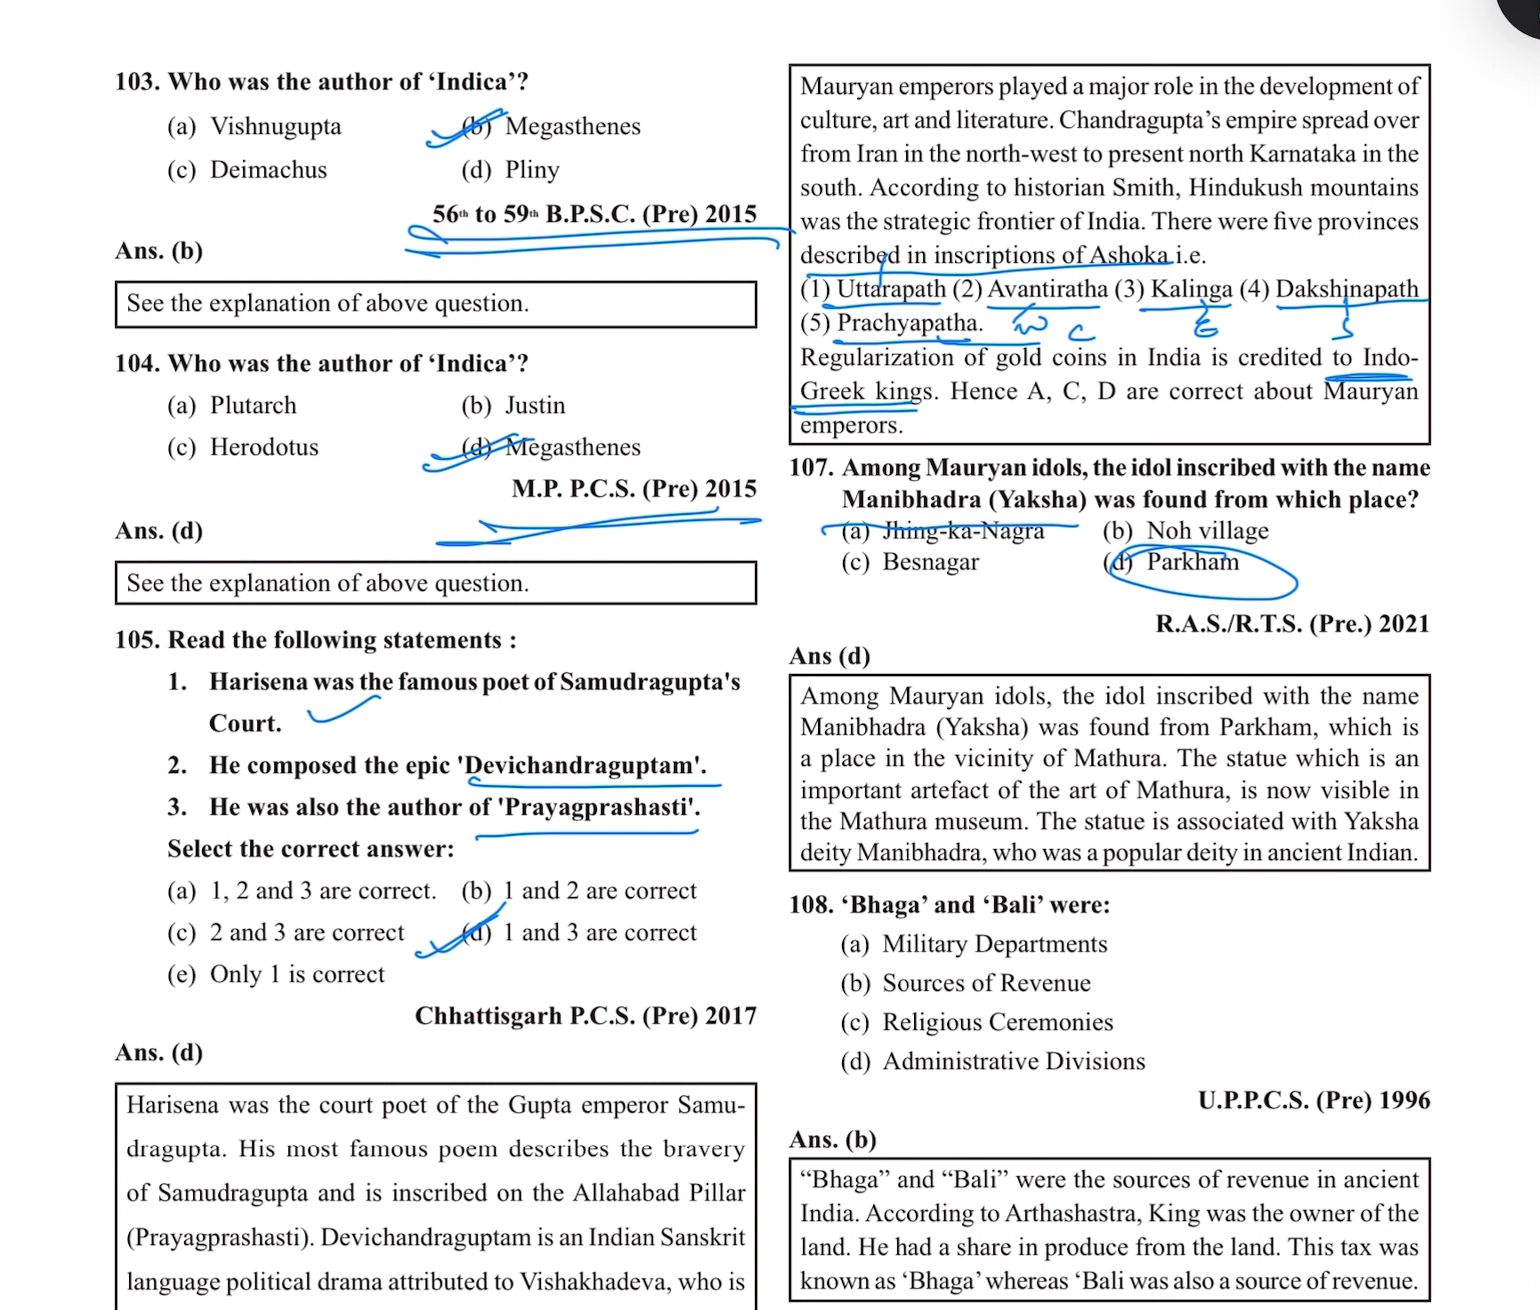 103. Who was the author of ‘Indica’?
(a) Vishnugupta (b) Megasthenes
(c) Deimachus (d) Pliny
56th to 59th B.P.S.C. (Pre) 2015
Ans. (b)
See the explanation of above question.
104. Who was the author of ‘Indica’?
(a) Plutarch (b) Justin
(c) Herodotus (d) Megasthenes
M.P. P.C.S. (Pre) 2015
Ans. (d)
See the explanation of above question.
105. Read the following statements :
1. Harisena was the famous poet of Samudragupta's
Court.
2. He composed the epic 'Devichandraguptam'.
3. He was also the author of 'Prayagprashasti'.
Select the correct answer:
(a) 1, 2 and 3 are correct. (b) 1 and 2 are correct
(c) 2 and 3 are correct (d) 1 and 3 are correct
(e) Only 1 is correct
Chhattisgarh P.C.S. (Pre) 2017
Ans. (d)
Harisena was the court poet of the Gupta emperor Samu-
dragupta. His most famous poem describes the bravery
of Samudragupta and is inscribed on the Allahabad Pillar
(Prayagprashasti). Devichandraguptam is an Indian Sanskrit
language political drama attributed to Vishakhadeva, who is
Mauryan emperors played a major role in the development of
culture, art and literature. Chandragupta’s empire spread over
from Iran in the north-west to present north Karnataka in the
south. According to historian Smith, Hindukush mountains
was the strategic frontier of India. There were five provinces
described in inscriptions of Ashoka i.e.
(1) Uttarapath (2) Avantiratha (3) Kalinga (4) Dakshinapath
(5) Prachyapatha. W C E S
Regularization of gold coins in India is credited to Indo-
Greek kings. Hence A, C, D are correct about Mauryan
emperors.
107. Among Mauryan idols, the idol inscribed with the name
Manibhadra (Yaksha) was found from which place?
(a) Jhing-ka-Nagra (b) Noh village
(c) Besnagar (d) Parkham
R.A.S./R.T.S. (Pre.) 2021
Ans (d)
Among Mauryan idols, the idol inscribed with the name
Manibhadra (Yaksha) was found from Parkham, which is
a place in the vicinity of Mathura. The statue which is an
important artefact of the art of Mathura, is now visible in
the Mathura museum. The statue is associated with Yaksha
deity Manibhadra, who was a popular deity in ancient Indian.
108. ‘Bhaga’ and ‘Bali’ were:
(a) Military Departments
(b) Sources of Revenue
(c) Religious Ceremonies
(d) Administrative Divisions
U.P.P.C.S. (Pre) 1996
Ans. (b)
“Bhaga” and “Bali” were the sources of revenue in ancient
India. According to Arthashastra, King was the owner of the
land. He had a share in produce from the land. This tax was
known as ‘Bhaga’ whereas ‘Bali was also a source of revenue.